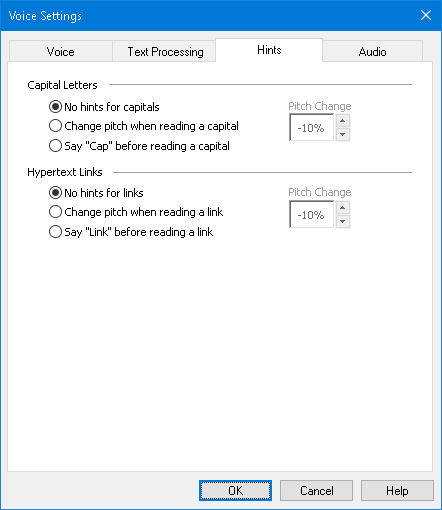 Voice Settings
Voice Text Processing Hints Audio
Capital Letters
No hints for capitals Pitch Change
Change pitch when reading a capital -10%
Say "Cap" before reading a capital
Hypertext Links
No hints for links Pitch Change
Change pitch when reading a link -10%
Say "Link" before reading a link
OK Cancel Help